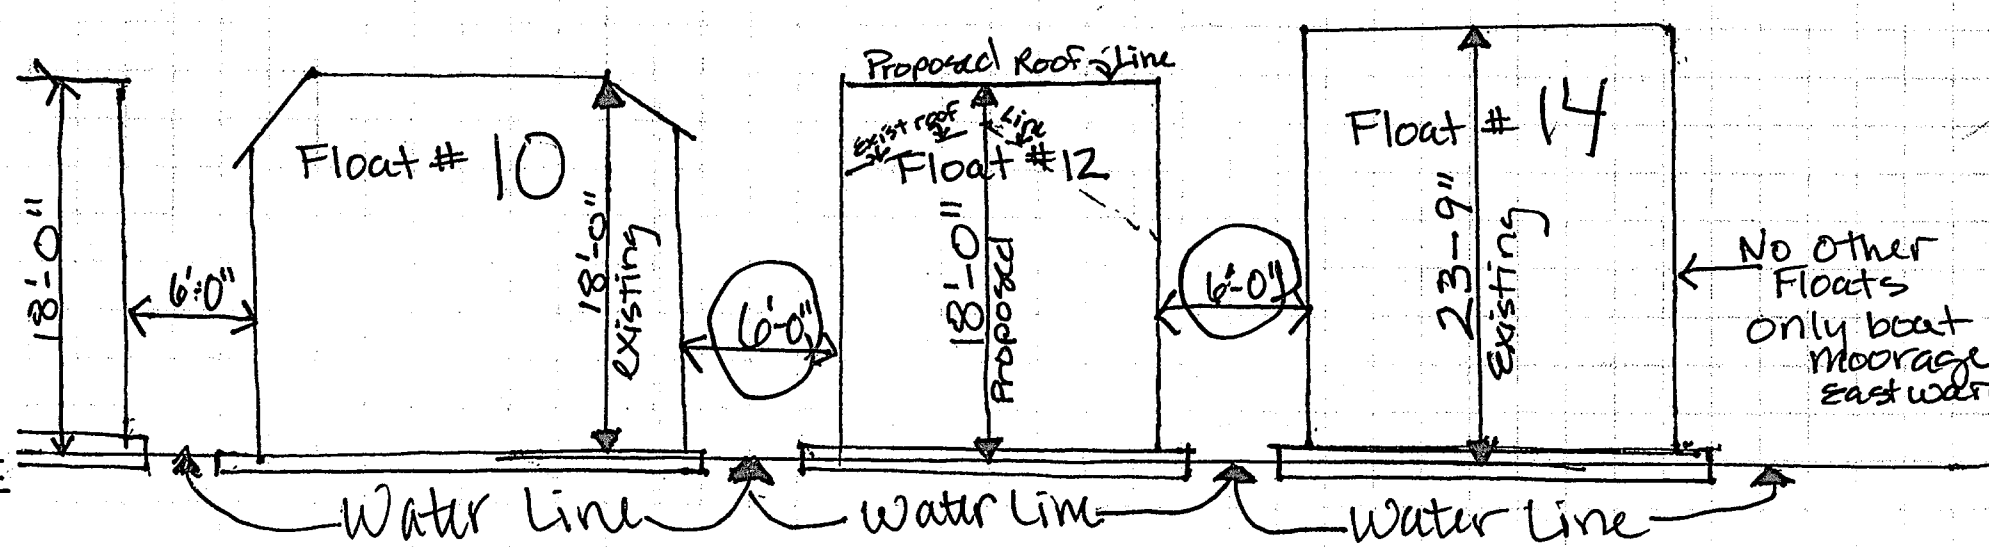 18'-0"
6'-0"
Float # 10
18'-0"
existing
6'-0"
Proposed Roof Line
Exist roof Line
Float #12
18'-0"
Proposed
6'-0"
Float # 14
23-9"
Existing
No other
Floats
only boat
moorage
eastwar
Water Line
Water Line
Water Line